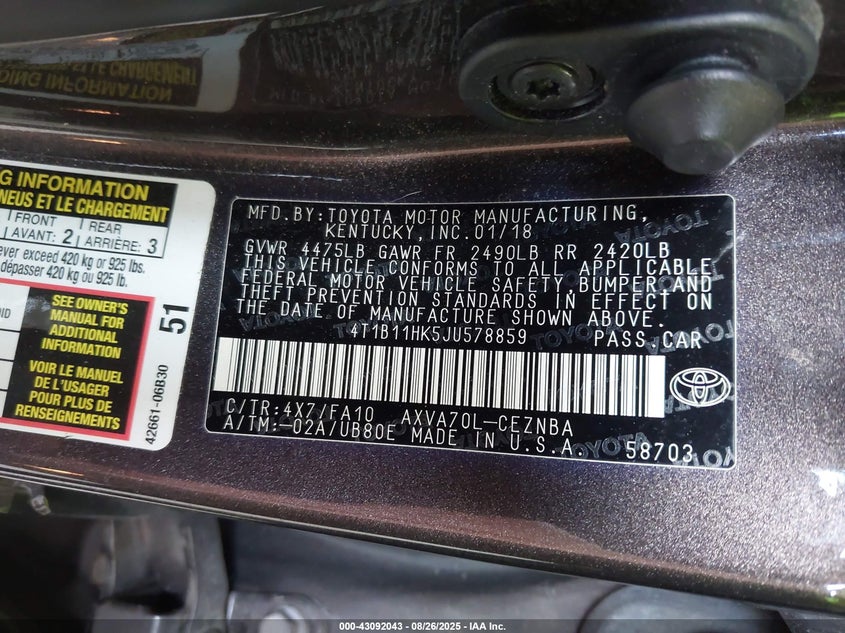 G INFORMATION
NEUS ET LE CHARGEMENT
FRONT
AVANT: 2
REAR
ARRIÈRE: 3
ever exceed 420 kg or 925 lbs.
dépasser 420 kg ou 925 lb.
SEE OWNER'S
MANUAL FOR
ADDITIONAL
INFORMATION
VOIR LE MANUEL
DE L'USAGER
POUR PLUS DE
RENSEIGNEMENTS
51
42661-06B30
MFD.BY:TOYOTA MOTOR MANUFACTURING,
KENTUCKY, INC.01/18
GVWR 4475LB GAWR FR 2490LB RR 2420LB
THIS VEHICLE CONFORMS TO ALL APPLICABLE
FEDERAL MOTOR VEHICLE SAFETY,BUMPER,AND
THEFT PREVENTION STANDARDS IN EFFECT ON
THE DATE OF MANUFACTURE SHOWN ABOVE.
4T1B11HK5JU578859 PASS.CAR
C/TR:4X7/FA10 AXVA70L-CEZNBA
A/TM:-02A/UB80E MADE IN U.S.A.
58703
000-43092043 - 08/26/2025 - IAA Inc.